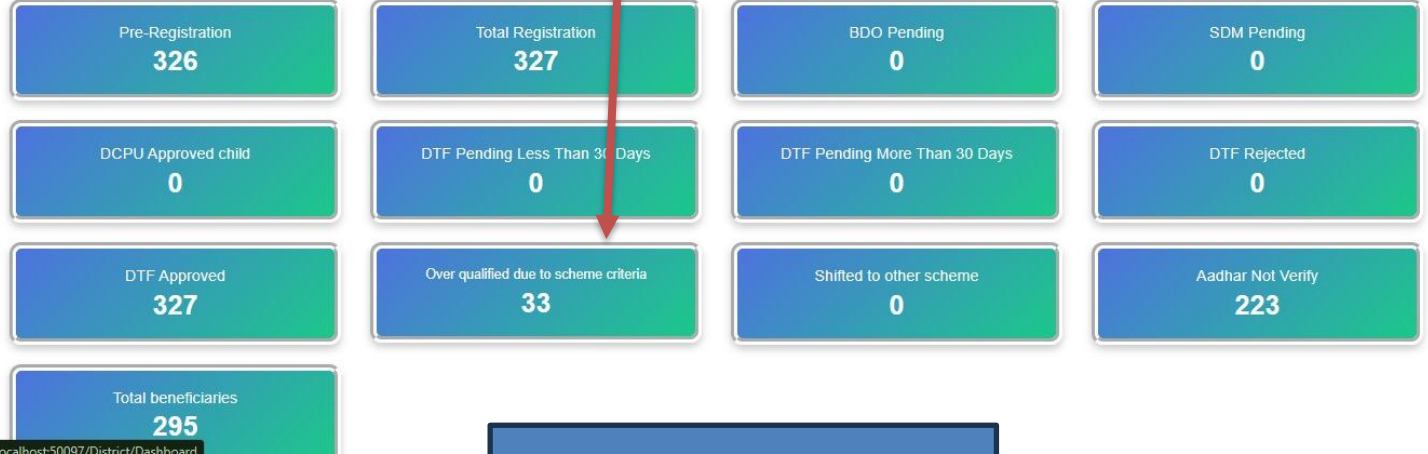 Pre-Registration
326
Total Registration
327
BDO Pending
0
SDM Pending
0
DCPU Approved child
0
DTF Pending Less Than 30 Days
0
DTF Pending More Than 30 Days
0
DTF Rejected
0
DTF Approved
327
Over qualified due to scheme criteria
33
Shifted to other scheme
0
Aadhar Not Verify
223
Total beneficiaries
295
ocalhost:50097/District/Dashboard